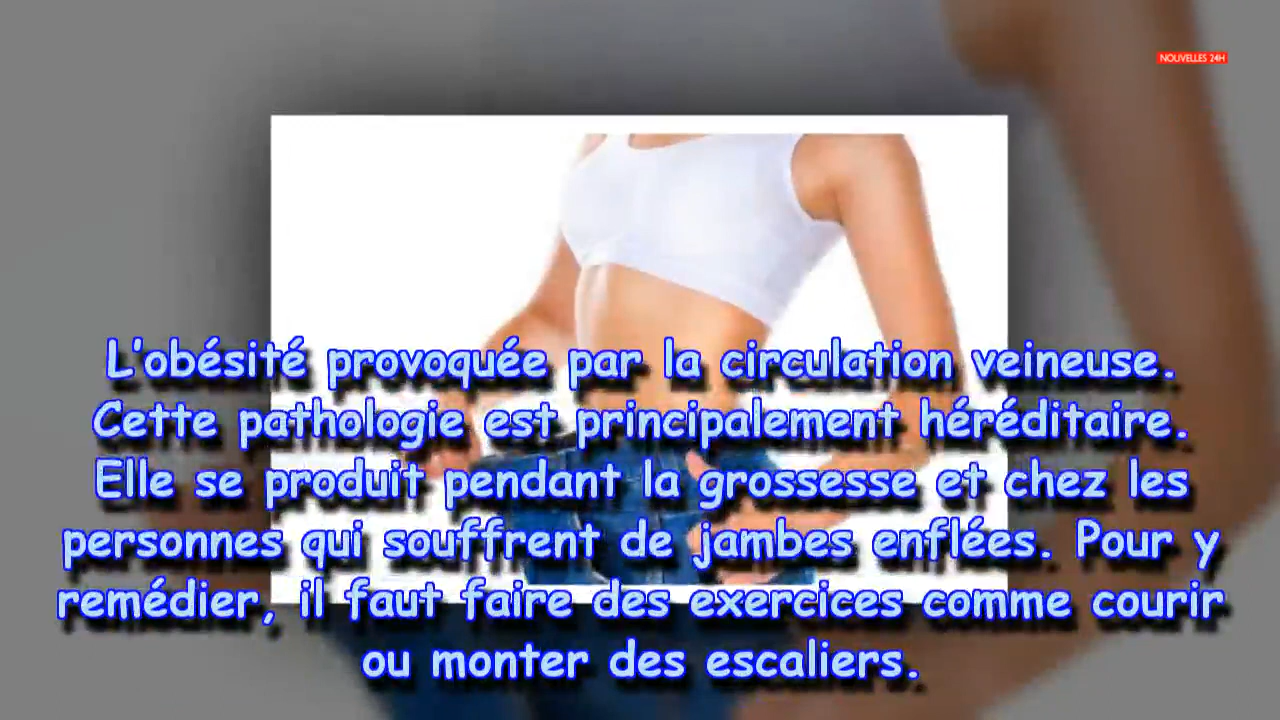 NOUVELLES 24H
L'obésité provoquée par la circulation veineuse.
Cette pathologie est principalement héréditaire.
Elle se produit pendant la grossesse et chez les
personnes qui souffrent de jambes enflées. Pour y
remédier, il faut faire des exercices comme courir
ou monter des escaliers.